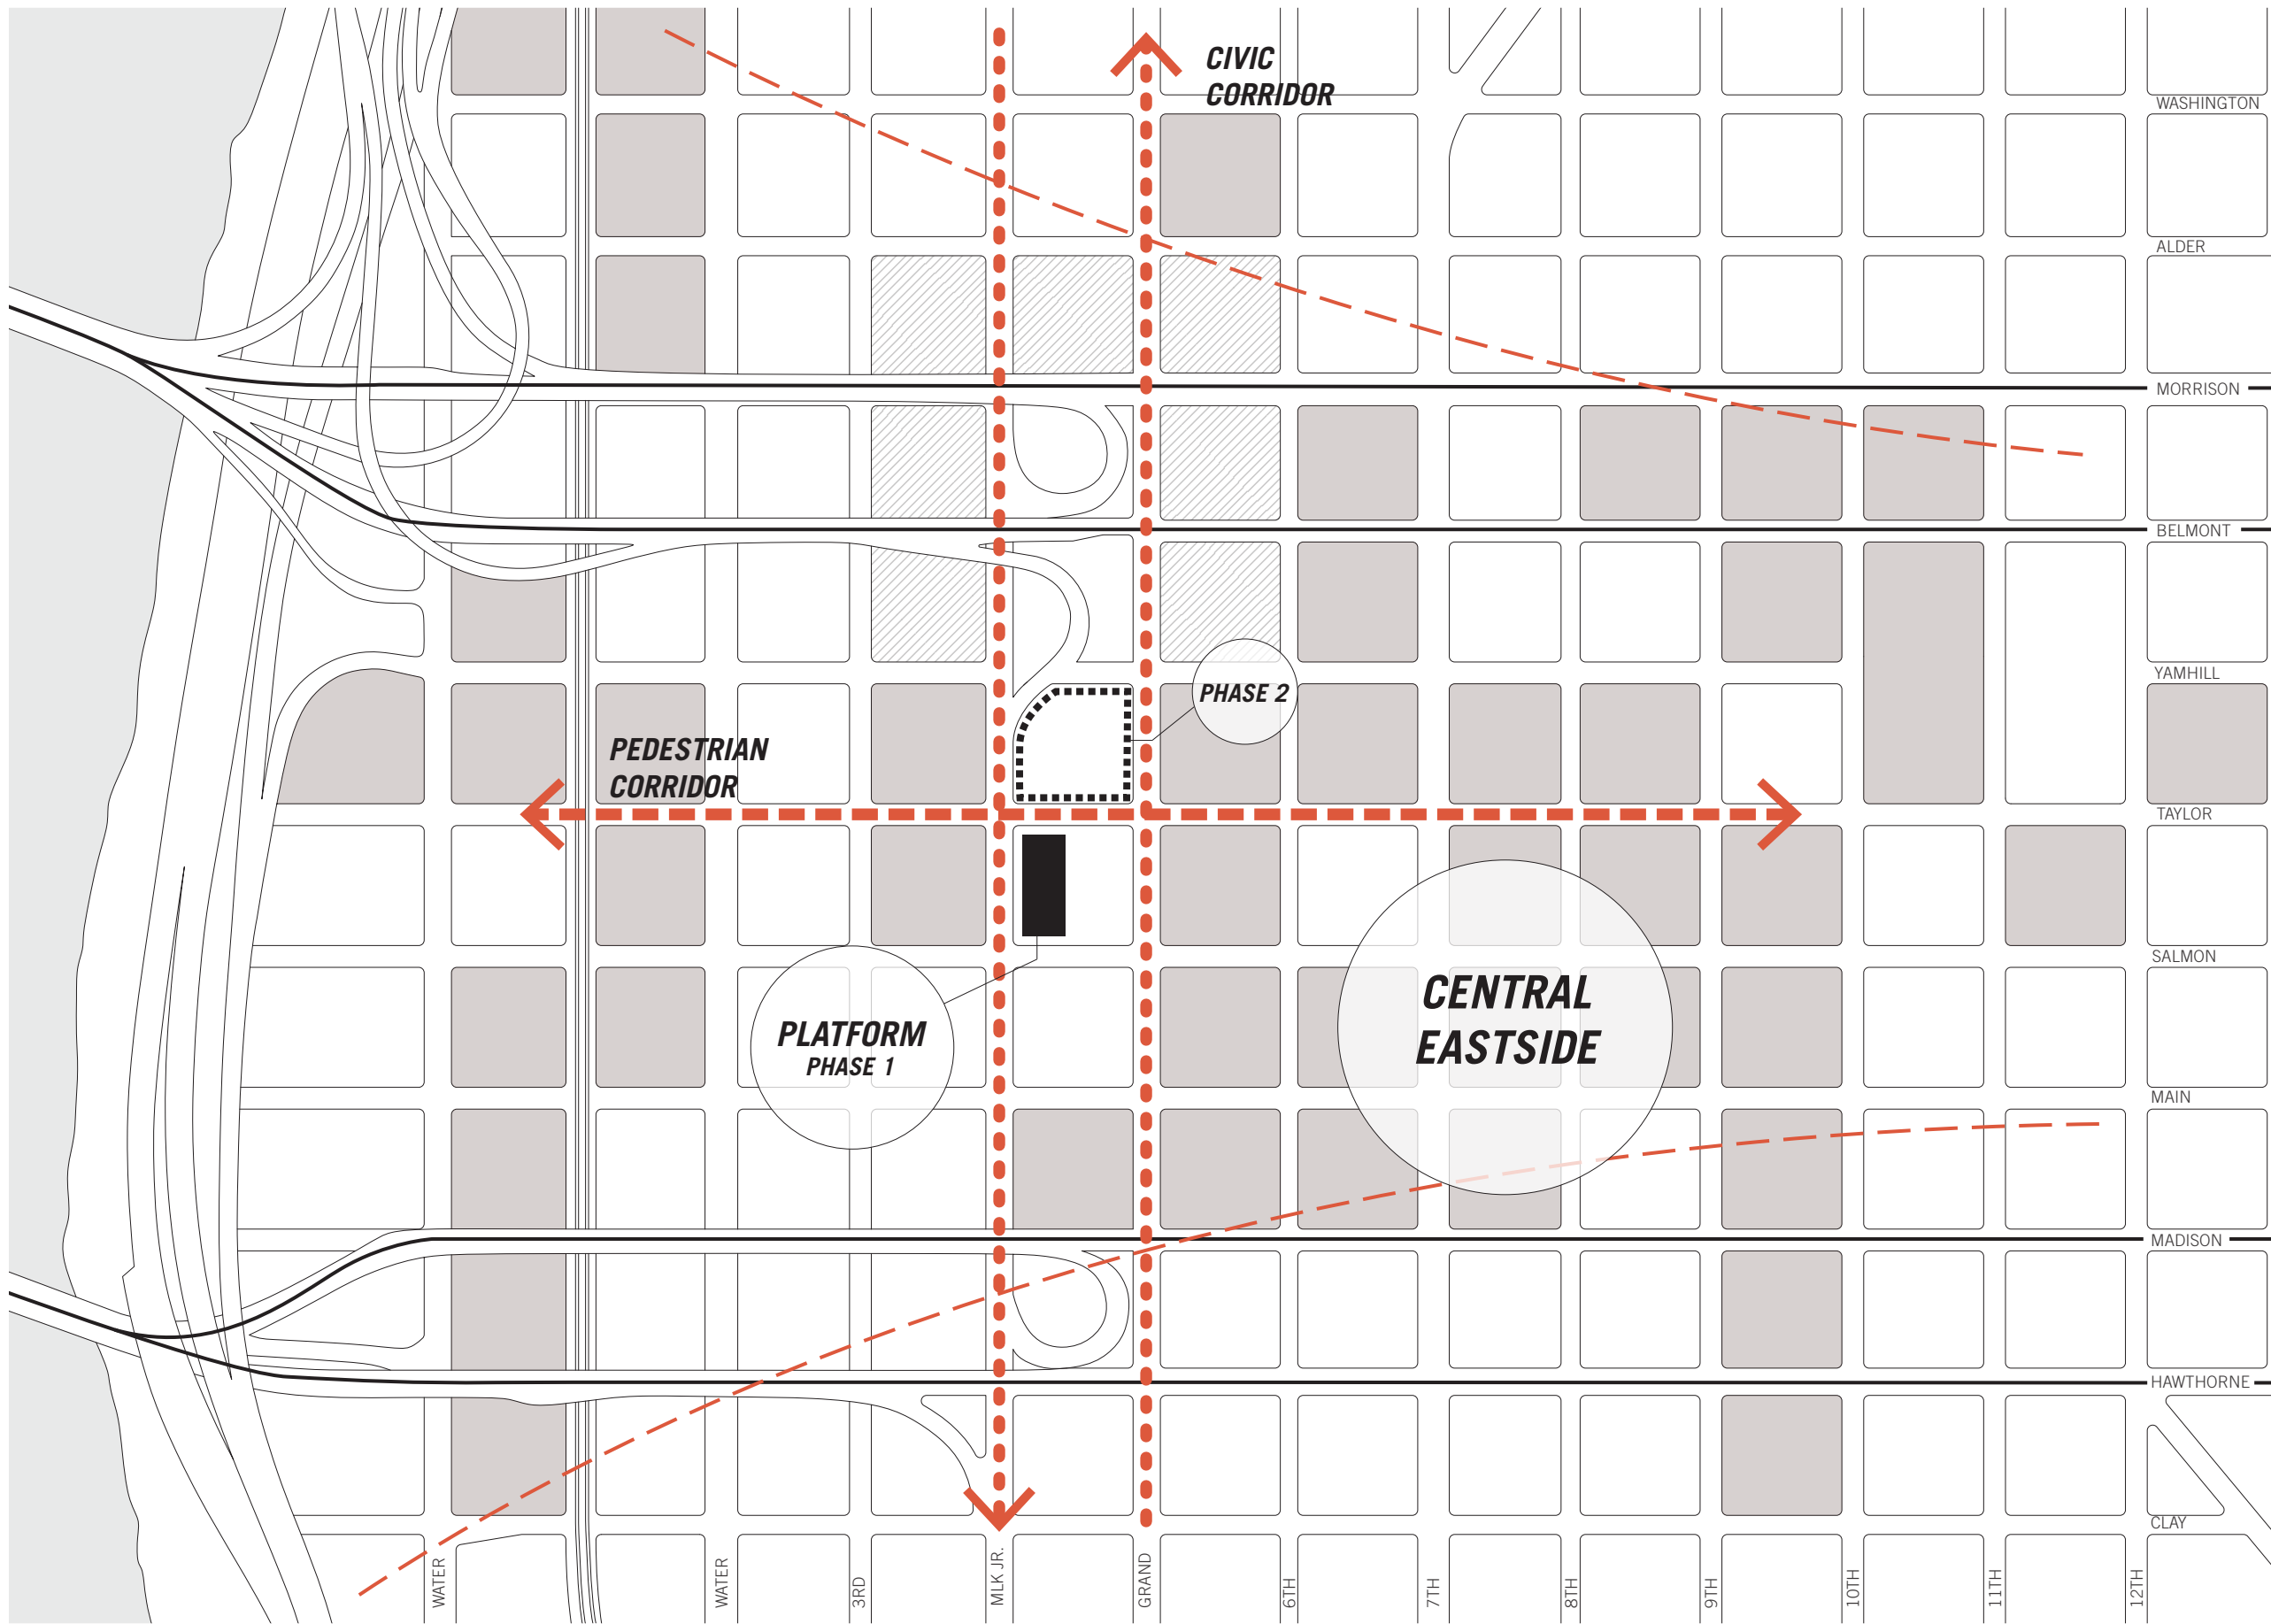 CIVIC
CORRIDOR
WASHINGTON
ALDER
MORRISON
BELMONT
YAMHILL
PHASE 2
PEDESTRIAN
CORRIDOR
TAYLOR
SALMON
CENTRAL
EASTSIDE
PLATFORM
PHASE 1
MAIN
MADISON
HAWTHORNE
CLAY
WATER
WATER
3RD
MLK JR.
GRAND
6TH
7TH
8TH
9TH
10TH
11TH
12TH